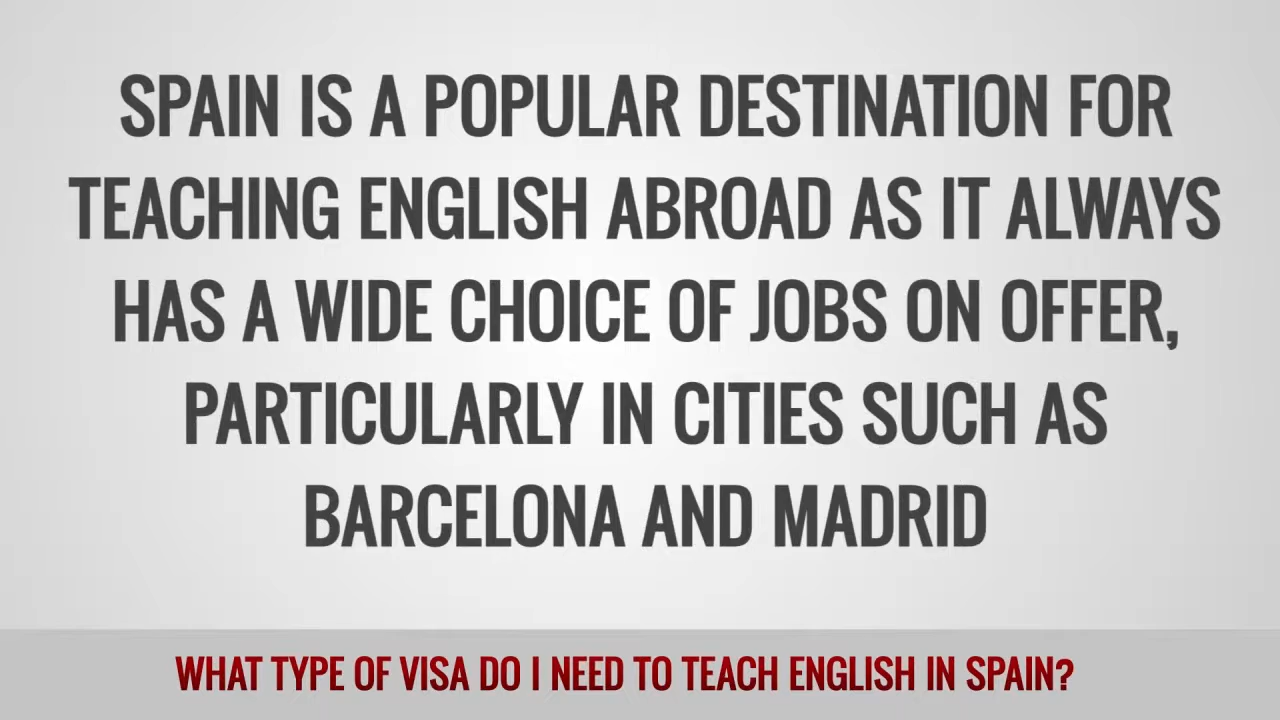 SPAIN IS A POPULAR DESTINATION FOR
TEACHING ENGLISH ABROAD AS IT ALWAYS
HAS A WIDE CHOICE OF JOBS ON OFFER,
PARTICULARLY IN CITIES SUCH AS
BARCELONA AND MADRID
WHAT TYPE OF VISA DO I NEED TO TEACH ENGLISH IN SPAIN?